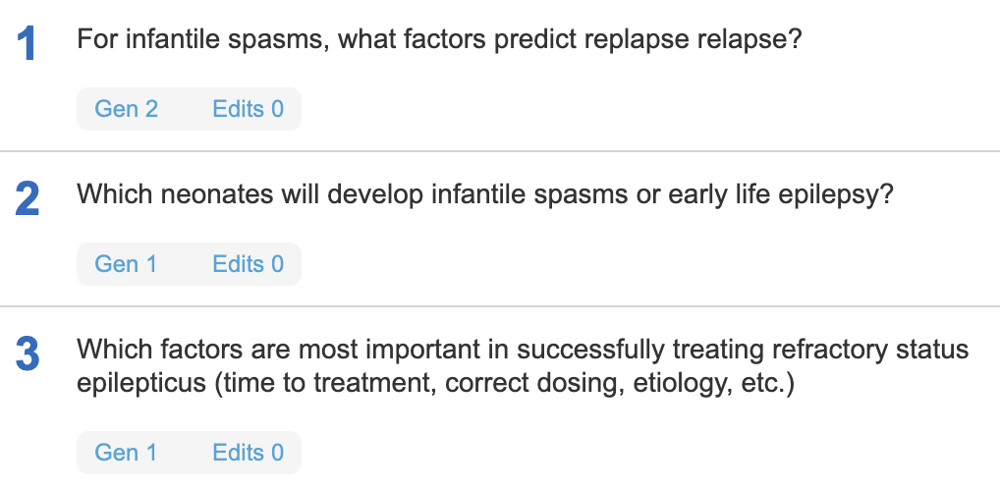 1 For infantile spasms, what factors predict replapse relapse?
Gen 2 Edits 0
2 Which neonates will develop infantile spasms or early life epilepsy?
Gen 1 Edits 0
3 Which factors are most important in successfully treating refractory status
epilepticus (time to treatment, correct dosing, etiology, etc.)
Gen 1 Edits 0